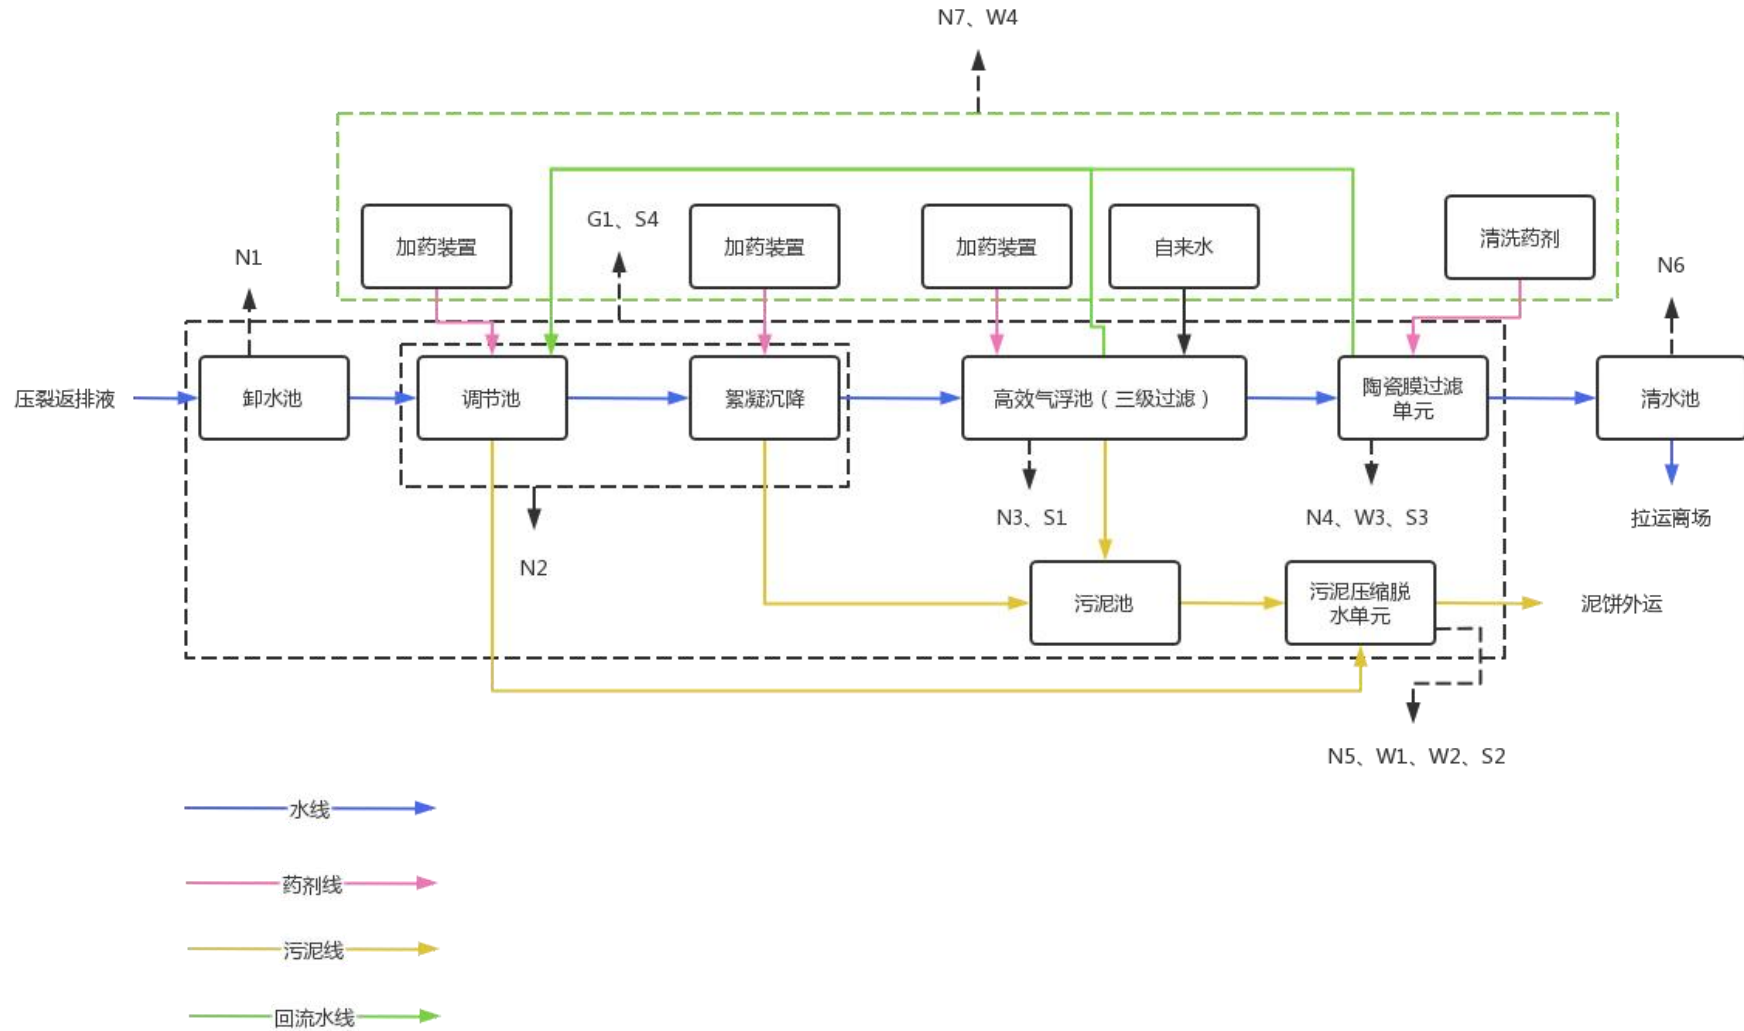 N7、W4
加药装置
G1、S4
加药装置
加药装置
自来水
清洗药剂
N1
N6
压裂返排液
卸水池
调节池
絮凝沉降
高效气浮池（三级过滤）
陶瓷膜过滤
单元
清水池
N2
N3、S1
N4、W3、S3
拉运离场
污泥池
污泥压缩脱
水单元
泥饼外运
N5、W1、W2、S2
水线
药剂线
污泥线
回流水线